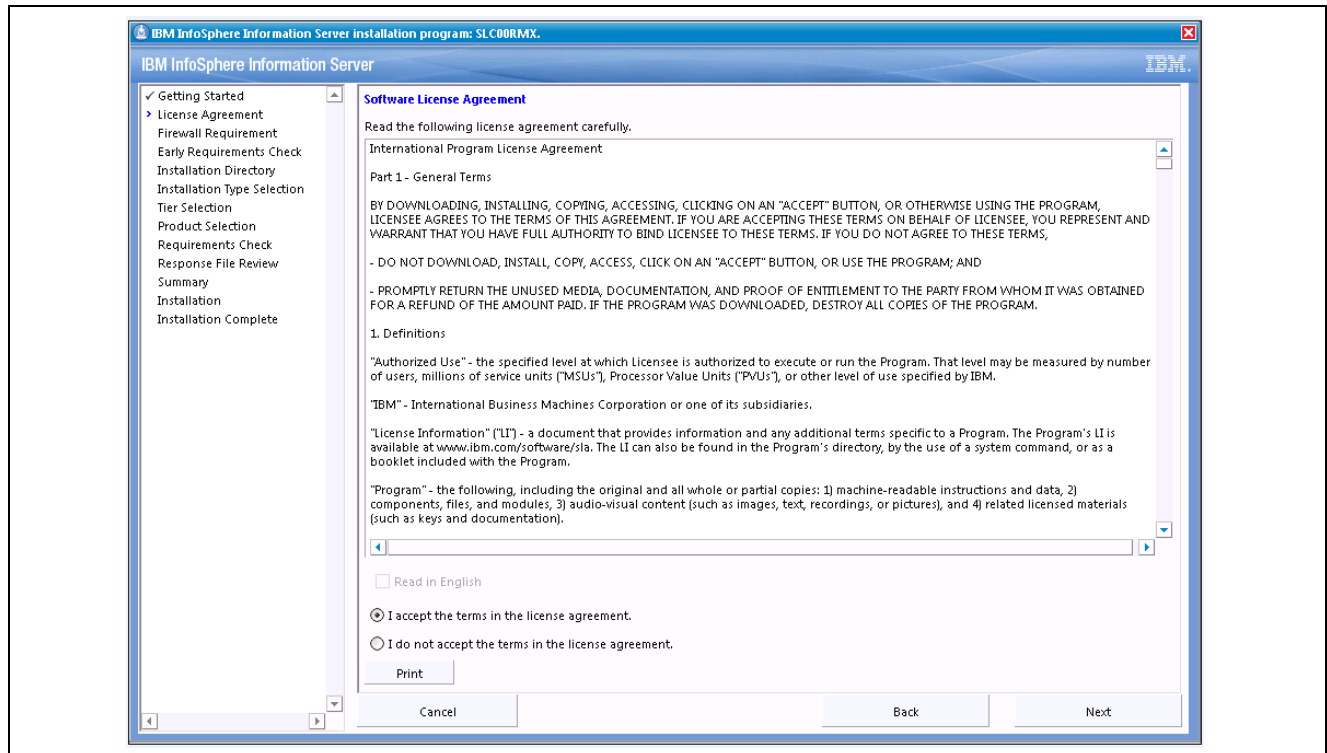 IBM InfoSphere Information Server installation program: SLC00RMX.
IBM InfoSphere Information Server
IBM.
✓ Getting Started
> License Agreement
Firewall Requirement
Early Requirements Check
Installation Directory
Installation Type Selection
Tier Selection
Product Selection
Requirements Check
Response File Review
Summary
Installation
Installation Complete
Software License Agreement
Read the following license agreement carefully.
International Program License Agreement
Part 1 - General Terms
BY DOWNLOADING, INSTALLING, COPYING, ACCESSING, CLICKING ON AN "ACCEPT" BUTTON, OR OTHERWISE USING THE PROGRAM,
LICENSEE AGREES TO THE TERMS OF THIS AGREEMENT. IF YOU ARE ACCEPTING THESE TERMS ON BEHALF OF LICENSEE, YOU REPRESENT AND
WARRANT THAT YOU HAVE FULL AUTHORITY TO BIND LICENSEE TO THESE TERMS. IF YOU DO NOT AGREE TO THESE TERMS,
- DO NOT DOWNLOAD, INSTALL, COPY, ACCESS, CLICK ON AN "ACCEPT" BUTTON, OR USE THE PROGRAM; AND
- PROMPTLY RETURN THE UNUSED MEDIA, DOCUMENTATION, AND PROOF OF ENTITLEMENT TO THE PARTY FROM WHOM IT WAS OBTAINED
FOR A REFUND OF THE AMOUNT PAID. IF THE PROGRAM WAS DOWNLOADED, DESTROY ALL COPIES OF THE PROGRAM.
1. Definitions
"Authorized Use" - the specified level at which Licensee is authorized to execute or run the Program. That level may be measured by number
of users, millions of service units ("MSUs"), Processor Value Units ("PVUs"), or other level of use specified by IBM.
"IBM" - International Business Machines Corporation or one of its subsidiaries.
"License Information" ("LI") - a document that provides information and any additional terms specific to a Program. The Program's LI is
available at www.ibm.com/software/sla. The LI can also be found in the Program's directory, by the use of a system command, or as a
booklet included with the Program.
"Program" - the following, including the original and all whole or partial copies: 1) machine-readable instructions and data, 2)
components, files, and modules, 3) audio-visual content (such as images, text, recordings, or pictures), and 4) related licensed materials
(such as keys and documentation).
Read in English
I accept the terms in the license agreement.
I do not accept the terms in the license agreement.
Print
Cancel
Back
Next